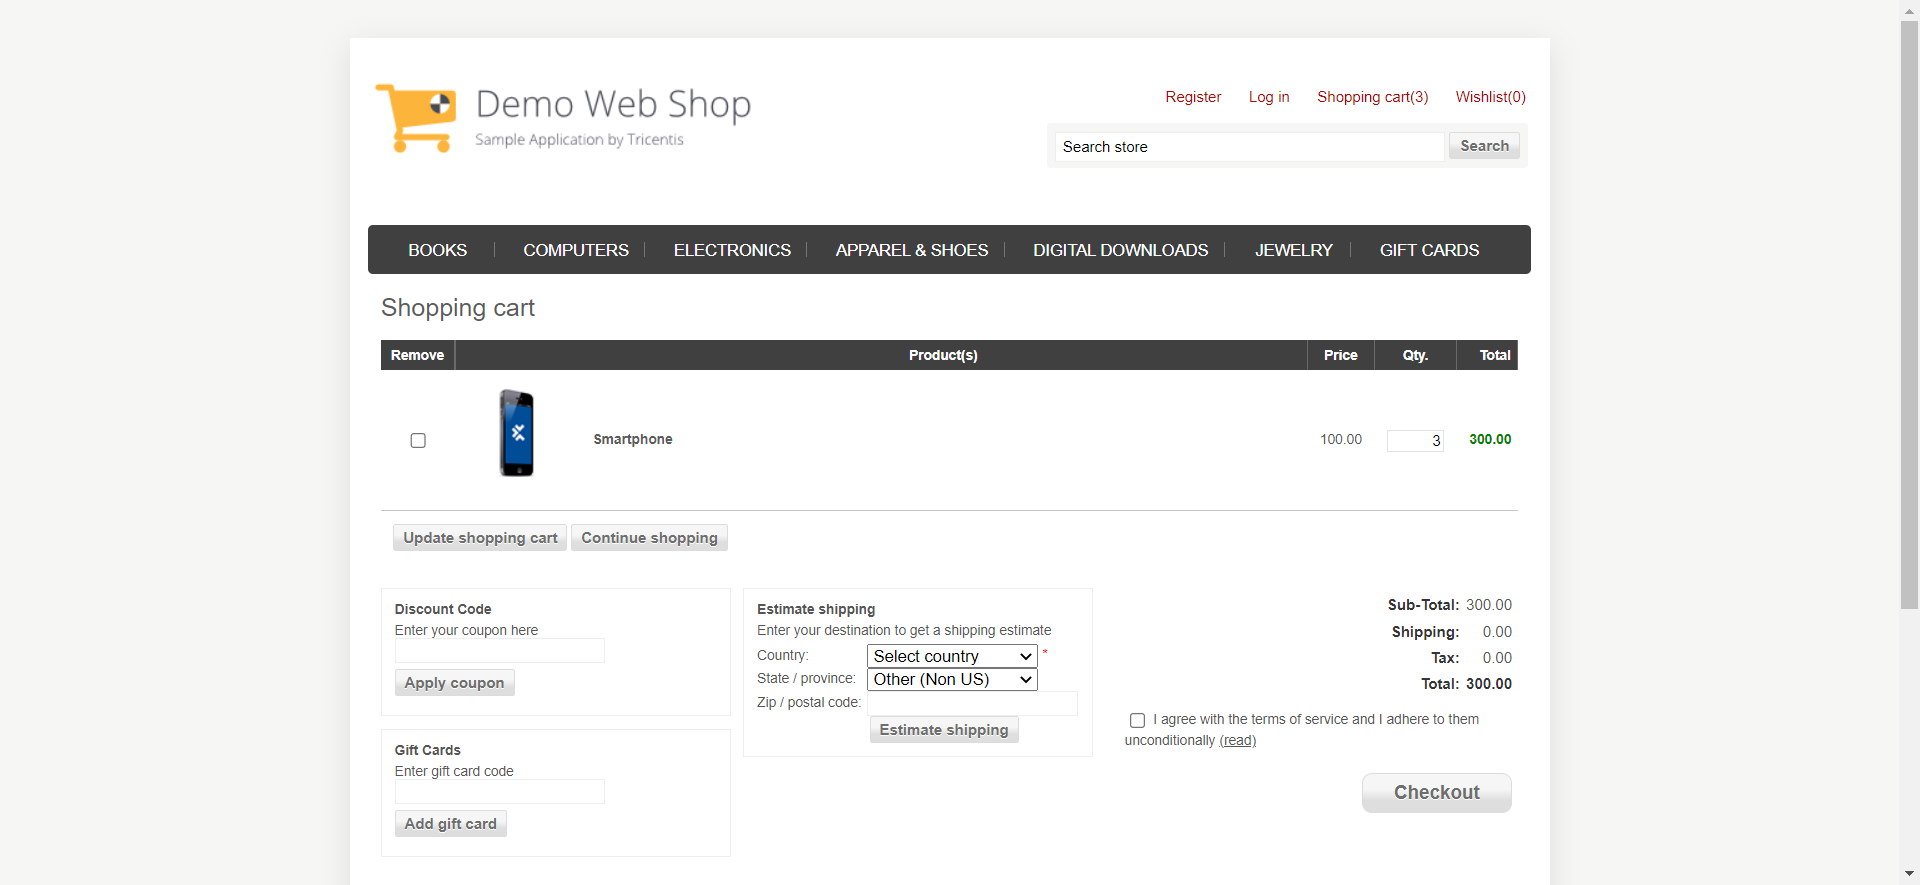 Demo Web Shop
Sample Application by Tricentis
Register Log in Shopping cart(3) Wishlist(0)
Search store Search
BOOKS COMPUTERS ELECTRONICS APPAREL & SHOES DIGITAL DOWNLOADS JEWELRY GIFT CARDS
Shopping cart
Remove Product(s) Price Qty. Total
Smartphone 100.00 3 300.00
Update shopping cart Continue shopping
Discount Code
Enter your coupon here
Apply coupon
Gift Cards
Enter gift card code
Add gift card
Estimate shipping
Enter your destination to get a shipping estimate
Country: Select country *
State / province: Other (Non US)
Zip / postal code:
Estimate shipping
Sub-Total: 300.00
Shipping: 0.00
Tax: 0.00
Total: 300.00
I agree with the terms of service and I adhere to them
unconditionally (read)
Checkout